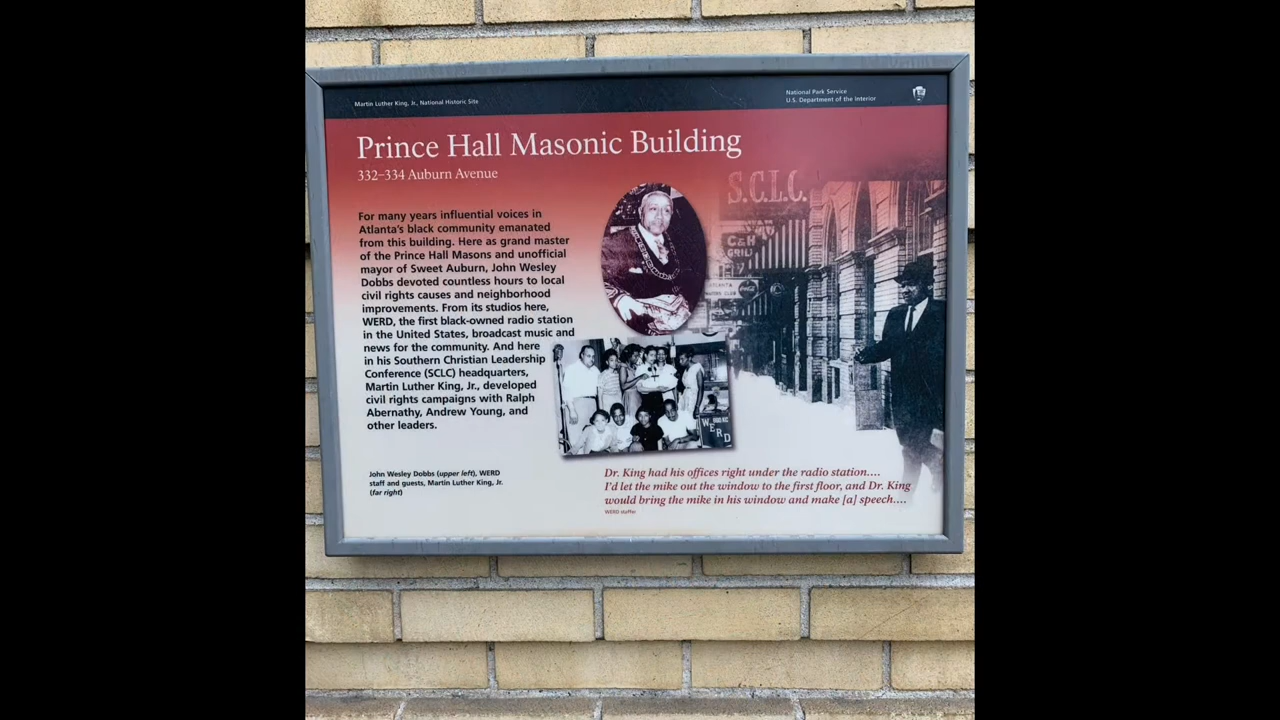 Martin Luther King, Jr., National Historic Site
National Park Service
U.S. Department of the Interior
Prince Hall Masonic Building
332–334 Auburn Avenue
For many years influential voices in
Atlanta's black community emanated
from this building. Here as grand master
of the Prince Hall Masons and unofficial
mayor of Sweet Auburn, John Wesley
Dobbs devoted countless hours to local
civil rights causes and neighborhood
improvements. From its studios here,
WERD, the first black-owned radio station
in the United States, broadcast music and
news for the community. And here
in his Southern Christian Leadership
Conference (SCLC) headquarters,
Martin Luther King, Jr., developed
civil rights campaigns with Ralph
Abernathy, Andrew Young, and
other leaders.
S.C.L.C.
C&H
GRILL
WERD
John Wesley Dobbs (upper left), WERD
staff and guests, Martin Luther King, Jr.
(far right)
Dr. King had his offices right under the radio station....
I'd let the mike out the window to the first floor, and Dr. King
would bring the mike in his window and make [a] speech....
WERD staffer